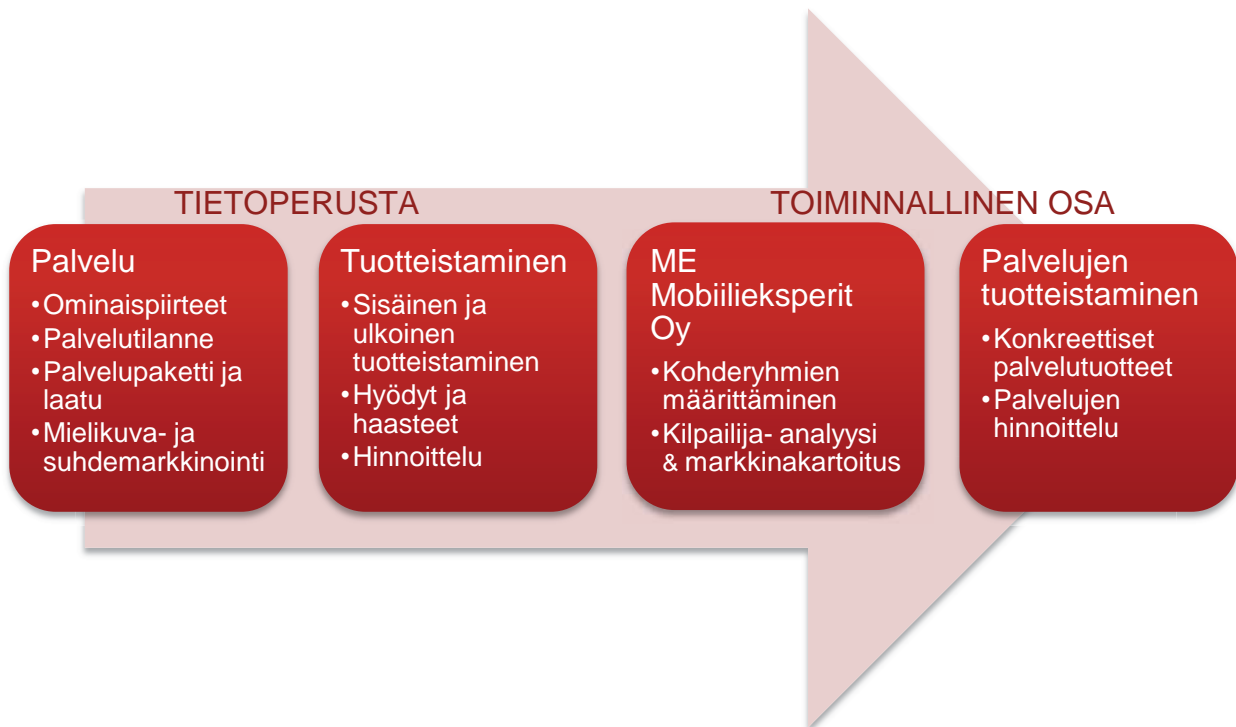 TIETOPERUSTA
TOIMINNALLINEN OSA
Palvelu
•Ominaispiirteet
•Palvelutilanne
•Palvelupaketti ja
laatu
•Mielikuva- ja
suhdemarkkinointi
Tuotteistaminen
•Sisäinen ja
ulkoinen
tuotteistaminen
•Hyödyt ja
haasteet
•Hinnoittelu
ME
Mobiilieksperit
Oy
•Kohderyhmien
määrittäminen
•Kilpailija- analyysi
& markkinakartoitus
Palvelujen
tuotteistaminen
•Konkreettiset
palvelutuotteet
•Palvelujen
hinnoittelu